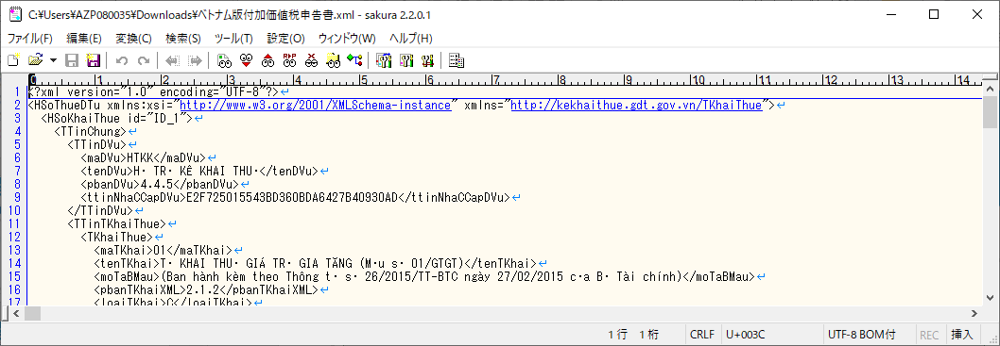 C:¥Users¥AZP080035¥Downloads¥ベトナム版付加価値税申告書.xml - sakura 2.2.0.1
ファイル(F) 編集(E) 変換(C) 検索(S) ツール(T) 設定(O) ウィンドウ(W) ヘルプ(H)
0 1 2 3 4 5 6 7 8 9 10 11 12 13 14
1 <?xml version="1.0" encoding="UTF-8"?>
2 <HSoThueDTu xmlns:xsi="http://www.w3.org/2001/XMLSchema-instance" xmlns="http://kekhaithue.gdt.gov.vn/TKhaiThue">
3 <HSoKhaiThue id="ID_1">
4 <TTinChung>
5 <TTinDVu>
6 <maDVu>HTKK</maDVu>
7 <tenDVu>H・ TR・ KÊ KHAI THU・</tenDVu>
8 <pbanDVu>4.4.5</pbanDVu>
9 <ttinNhaCCapDVu>E2F725015543BD360BDA6427B40930AD</ttinNhaCCapDVu>
10 </TTinDVu>
11 <TTinTKhaiThue>
12 <TKhaiThue>
13 <maTKhai>01</maTKhai>
14 <tenTKhai>T・ KHAI THU・ GIÁ TR・ GIA TĂNG (M・u s・ 01/GTGT)</tenTKhai>
15 <moTaBMau>(Ban hành kèm theo Thông t・ s・ 26/2015/TT-BTC ngày 27/02/2015 c・a B・ Tài chính)</moTaBMau>
16 <pbanTKhaiXML>2.1.2</pbanTKhaiXML>
17 <loaiTKhai>C</loaiTKhai>
1 行 1 桁 CRLF U+003C UTF-8 BOM付 REC 挿入